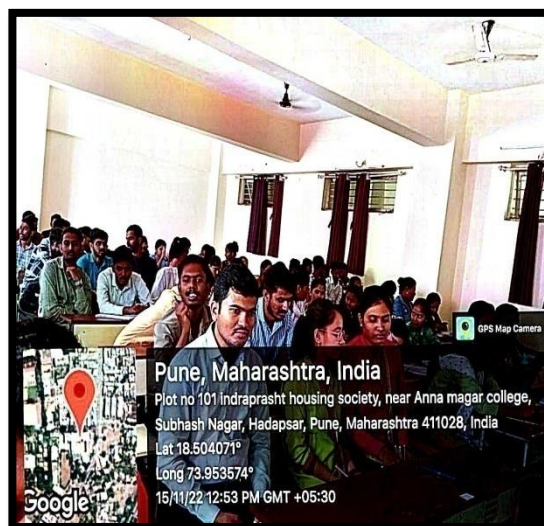 GPS Map Camera
Pune, Maharashtra, India
Plot no 101 indraprasht housing society, near Anna magar college,
Subhash Nagar, Hadapsar, Pune, Maharashtra 411028, India
Lat 18.504071°
Long 73.953574°
15/11/22 12:53 PM GMT +05:30
Google